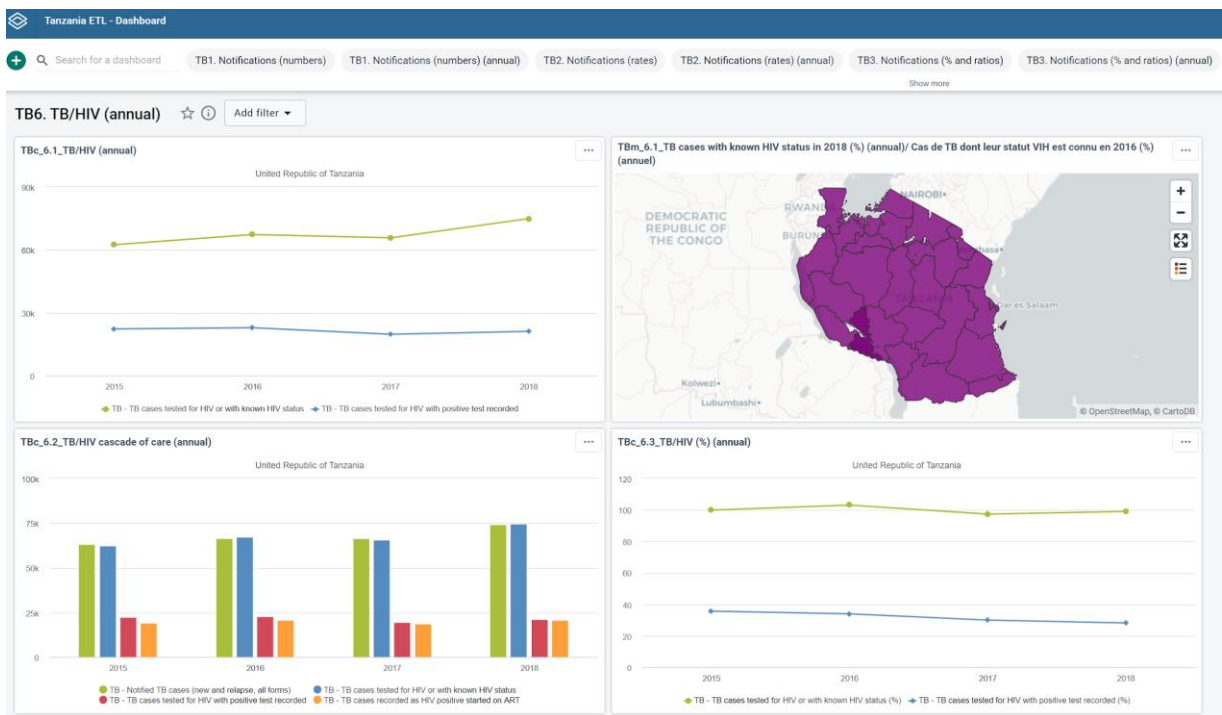 Tanzania ETL - Dashboard
Search for a dashboard
TB1. Notifications (numbers)
TB1. Notifications (numbers) (annual)
TB2. Notifications (rates)
TB2. Notifications (rates) (annual)
TB3. Notifications (% and ratios)
TB3. Notifications (% and ratios) (annual)
Show more
TB6. TB/HIV (annual)
Add filter
TBc_6.1_TB/HIV (annual)
United Republic of Tanzania
90k
60k
30k
0
2015 2016 2017 2018
TB - TB cases tested for HIV or with known HIV status TB - TB cases tested for HIV with positive test recorded
TBm_6.1_TB cases with known HIV status in 2018 (%) (annual)/ Cas de TB dont leur statut VIH est connu en 2016 (%)
(annuel)
NAIROBI
RWAND
DEMOCRATIC
REPUBLIC OF
THE CONGO
BURUN
basa
TANZANIA
Dar es Salaam
Kolwezi
Lubumbashi
+
−
© OpenStreetMap, © CartoDB
TBc_6.2_TB/HIV cascade of care (annual)
United Republic of Tanzania
100k
75k
50k
25k
0
2015 2016 2017 2018
TB - Notified TB cases (new and relapse, all forms) TB - TB cases tested for HIV or with known HIV status
TB - TB cases tested for HIV with positive test recorded TB - TB cases recorded as HIV positive started on ART
TBc_6.3_TB/HIV (%) (annual)
United Republic of Tanzania
120
100
80
60
40
20
0
2015 2016 2017 2018
TB - TB cases tested for HIV or with known HIV status (%) TB - TB cases tested for HIV with positive test recorded (%)